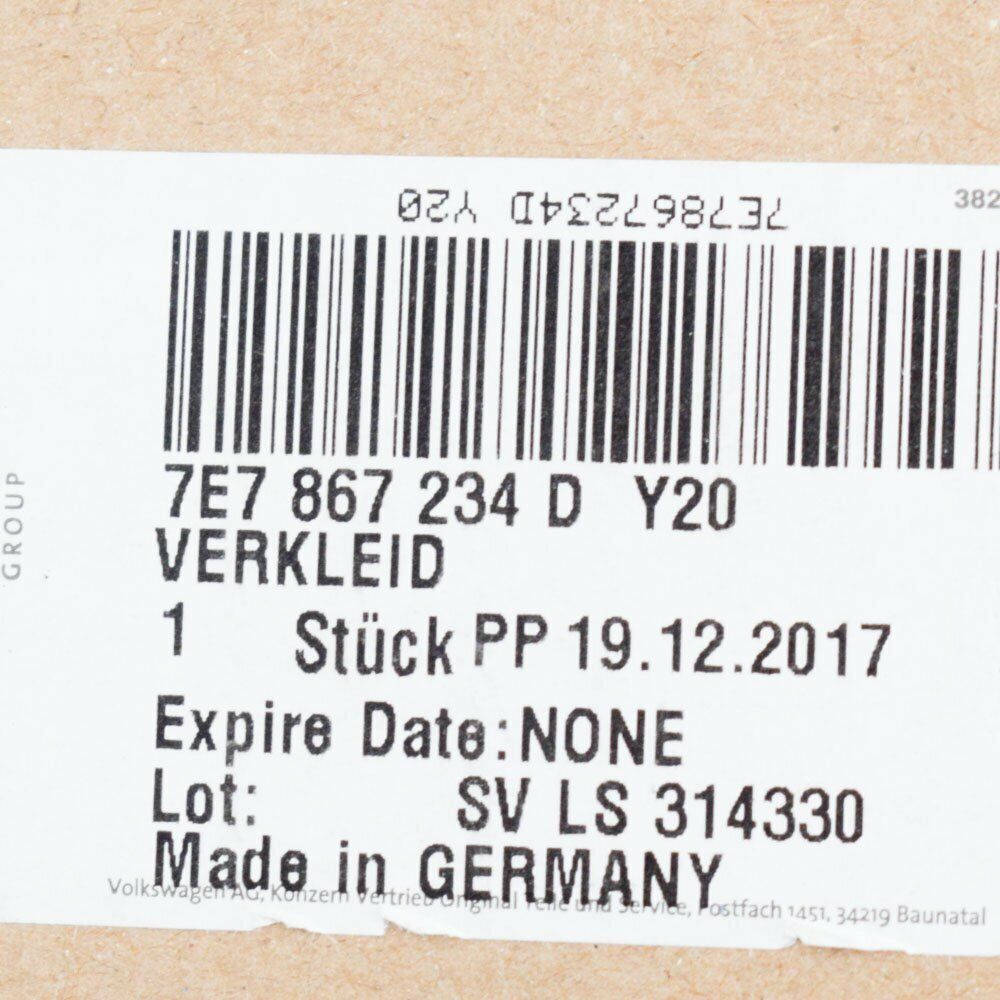 7E7867234D Y20
382
7E7 867 234 D Y20
VERKLEID
1 Stück PP 19.12.2017
Expire Date: NONE
Lot: SV LS 314330
Made in GERMANY
Volkswagen AG, Konzern Vertrieb Original Teile und Service, Postfach 1451, 34219 Baunatal
GROUP